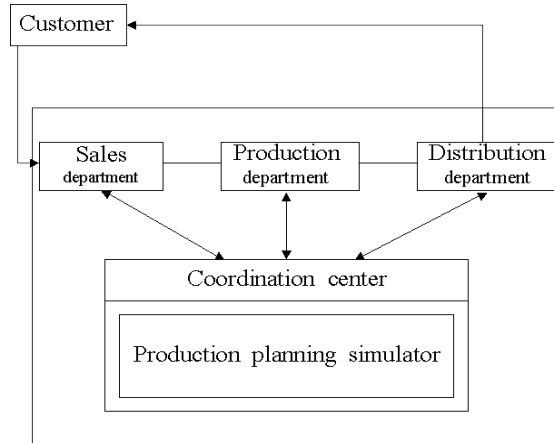 Customer
Sales
department
Production
department
Distribution
department
Coordination center
Production planning simulator